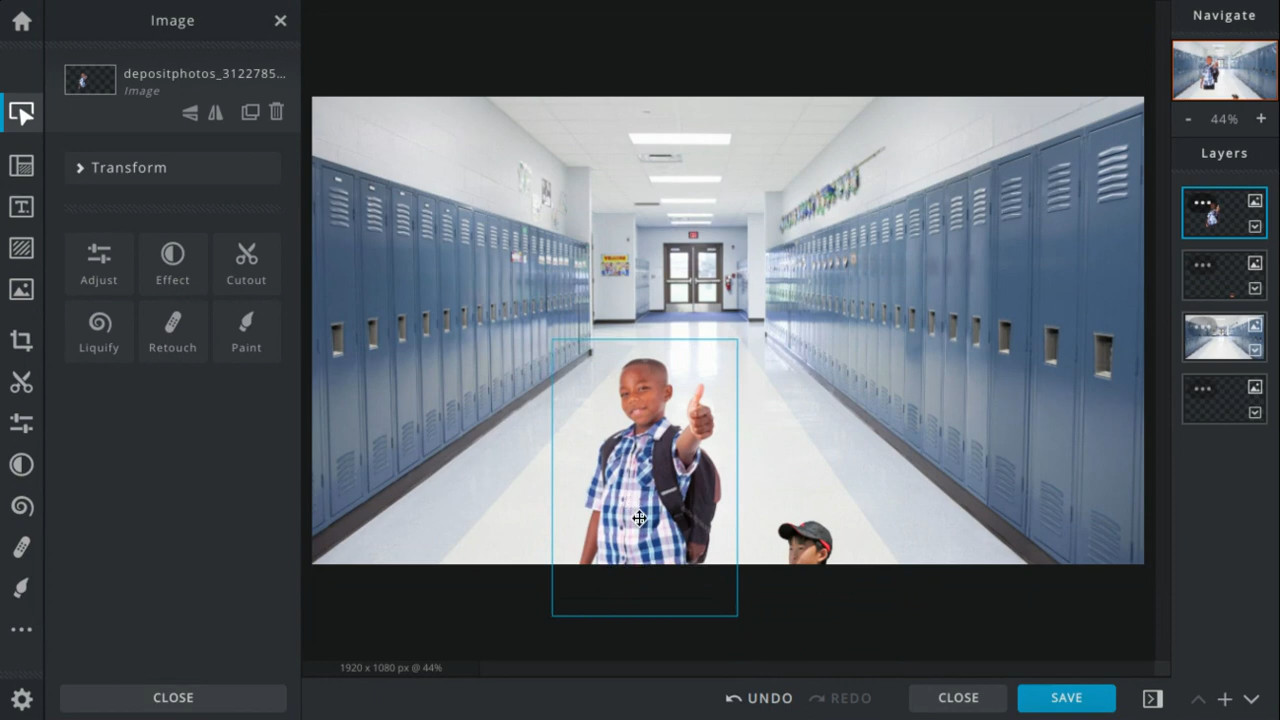 Image
depositphotos_3122785...
Image
Transform
Adjust
Effect
Cutout
Liquify
Retouch
Paint
CLOSE
1920 x 1080 px @ 44%
UNDO
REDO
CLOSE
SAVE
Navigate
- 44% +
Layers